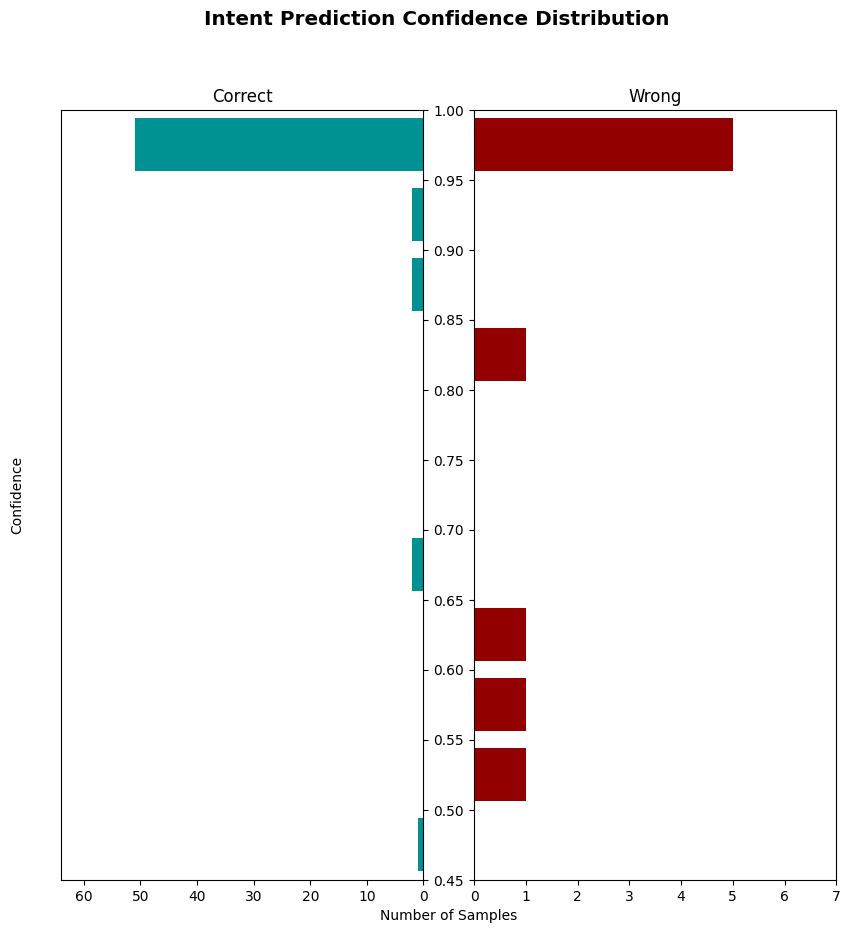 Intent Prediction Confidence Distribution
Correct
Wrong
1.00
0.95
0.90
0.85
0.80
0.75
0.70
0.65
0.60
0.55
0.50
0.45
Confidence
60 50 40 30 20 10 0
0 1 2 3 4 5 6 7
Number of Samples